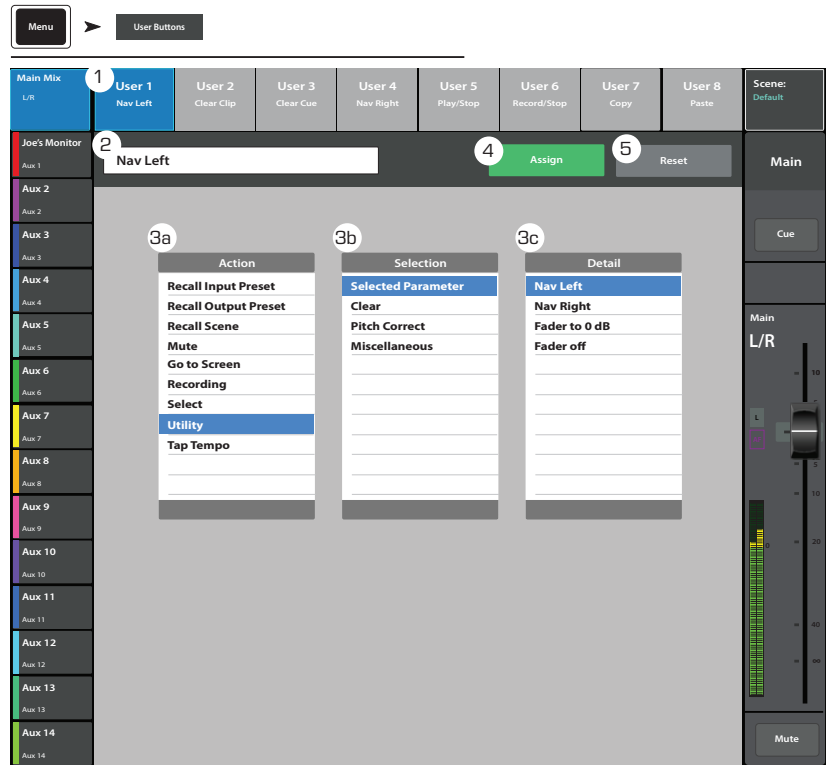 Menu
User Buttons
Main Mix
L/R
1
User 1
Nav Left
User 2
Clear Clip
User 3
Clear Cue
User 4
Nav Right
User 5
Play/Stop
User 6
Record/Stop
User 7
Copy
User 8
Paste
Scene:
Default
Joe's Monitor
Aux 1
Aux 2
Aux 2
Aux 3
Aux 3
Aux 4
Aux 4
Aux 5
Aux 5
Aux 6
Aux 6
Aux 7
Aux 7
Aux 8
Aux 8
Aux 9
Aux 9
Aux 10
Aux 10
Aux 11
Aux 11
Aux 12
Aux 12
Aux 13
Aux 13
Aux 14
Aux 14
2
Nav Left
4
Assign
5
Reset
3a
Action
Recall Input Preset
Recall Output Preset
Recall Scene
Mute
Go to Screen
Recording
Select
Utility
Tap Tempo
3b
Selection
Selected Parameter
Clear
Pitch Correct
Miscellaneous
3c
Detail
Nav Left
Nav Right
Fader to 0 dB
Fader off
Main
Cue
Main
L/R
10
L
5
10
20
40
∞
Mute